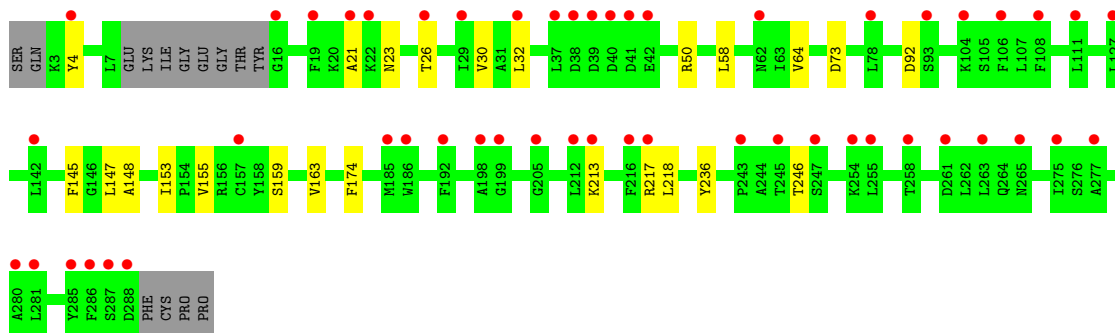 SER GLN K3 Y4 L7 GLU LYS ILE GLY GLU GLY THR TYR G16 F19 K20 A21 K22 N23 T26 I29 V30 A31 L32 L37 D38 D39 D40 D41 E42 R50 L58 N62 I63 V64 D73 L78 D92 S93 K104 S105 F106 L107 F108 L111 L127
L142 F145 G146 L147 A148 I153 P154 V155 R156 C157 Y158 S159 V163 F174 M185 W186 F192 A198 G199 G205 L212 K213 F216 R217 L218 Y236 P243 A244 T245 T246 S247 K254 L255 T258 D261 L262 L263 Q264 N265 I275 S276 A277
A280 L281 Y285 F286 S287 D288 PHE CYS PRO PRO